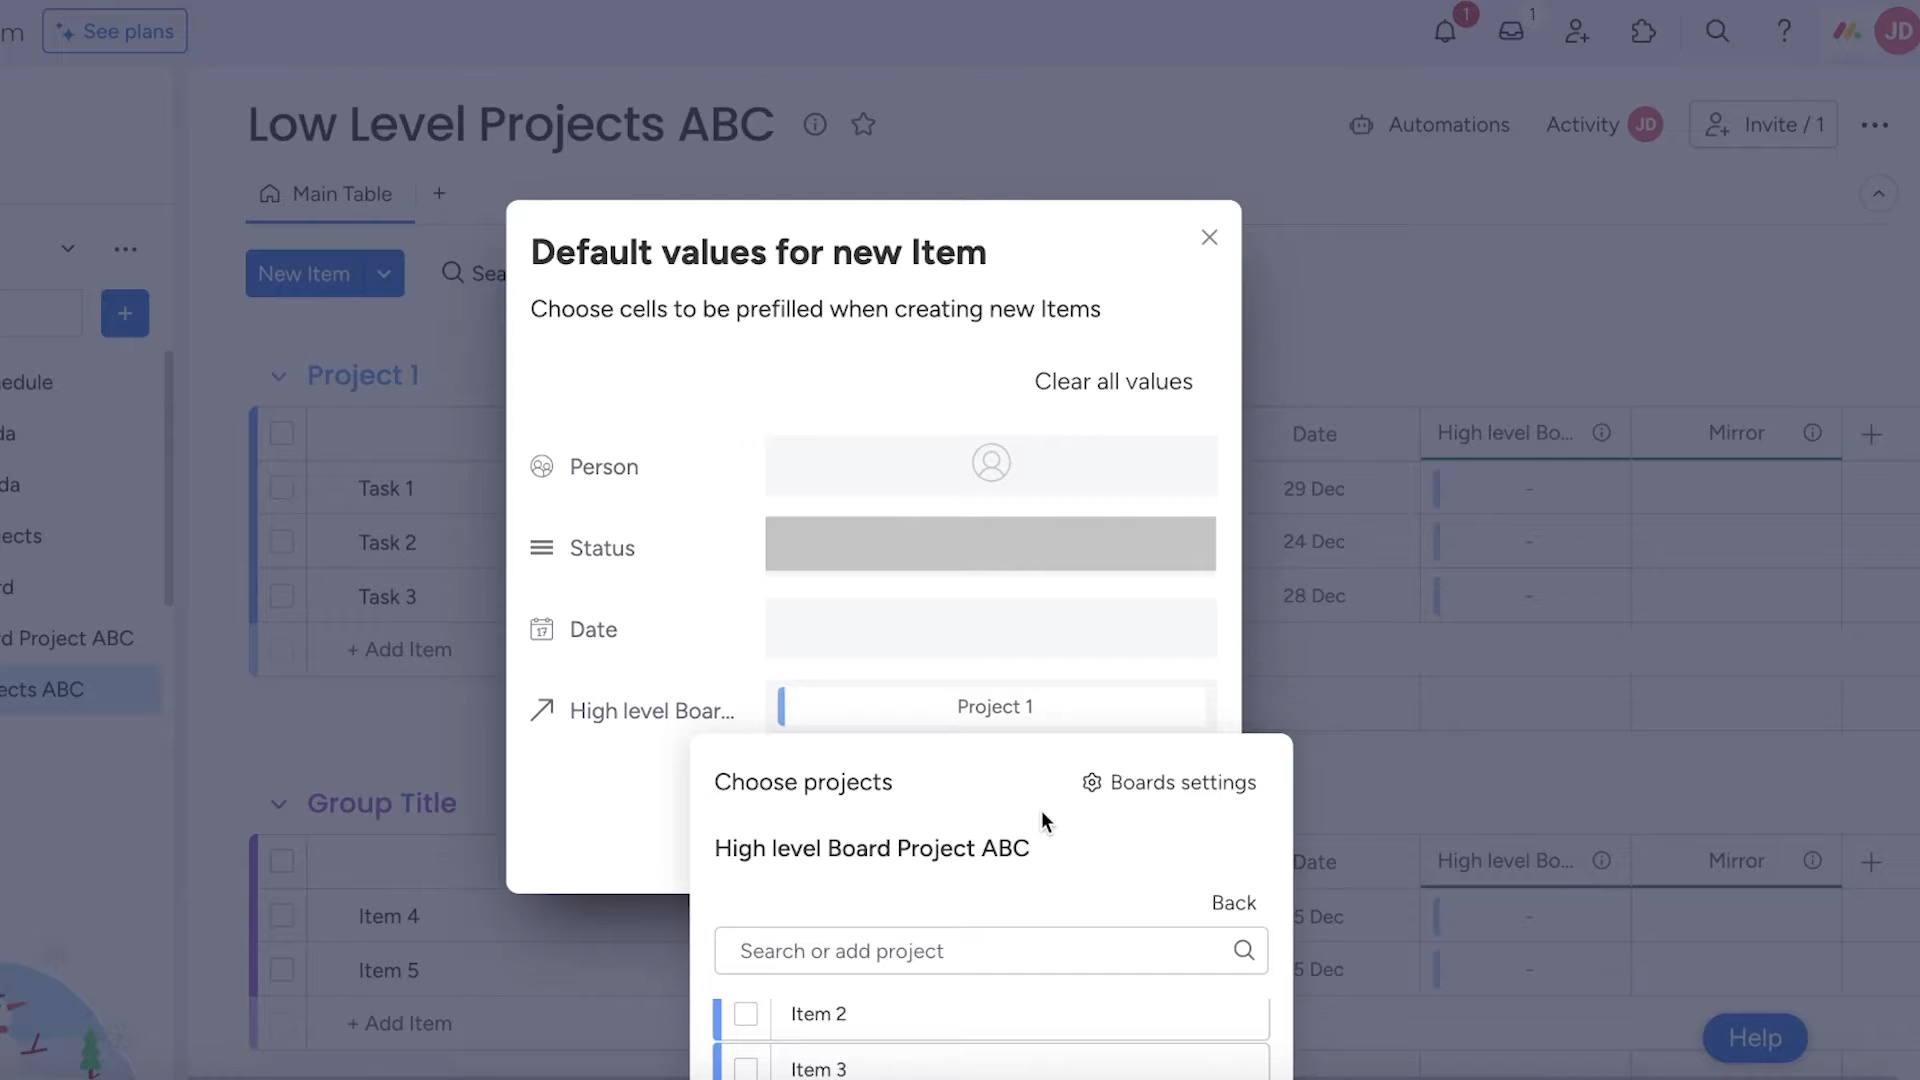 m
See plans
1
1
JD
Low Level Projects ABC
Automations
Activity
JD
Invite / 1
Main Table
+
New Item
Sea
Default values for new Item
Choose cells to be prefilled when creating new Items
Clear all values
Person
Status
17
Date
High level Boar...
Project 1
Choose projects
Boards settings
High level Board Project ABC
Back
Search or add project
Item 2
Item 3
+
edule
da
da
ects
rd
d Project ABC
ects ABC
Project 1
Date
High level Bo...
Mirror
+
Task 1
29 Dec
-
Task 2
24 Dec
-
Task 3
28 Dec
-
+ Add Item
Group Title
Date
High level Bo...
Mirror
+
Item 4
5 Dec
-
Item 5
5 Dec
-
+ Add Item
Help